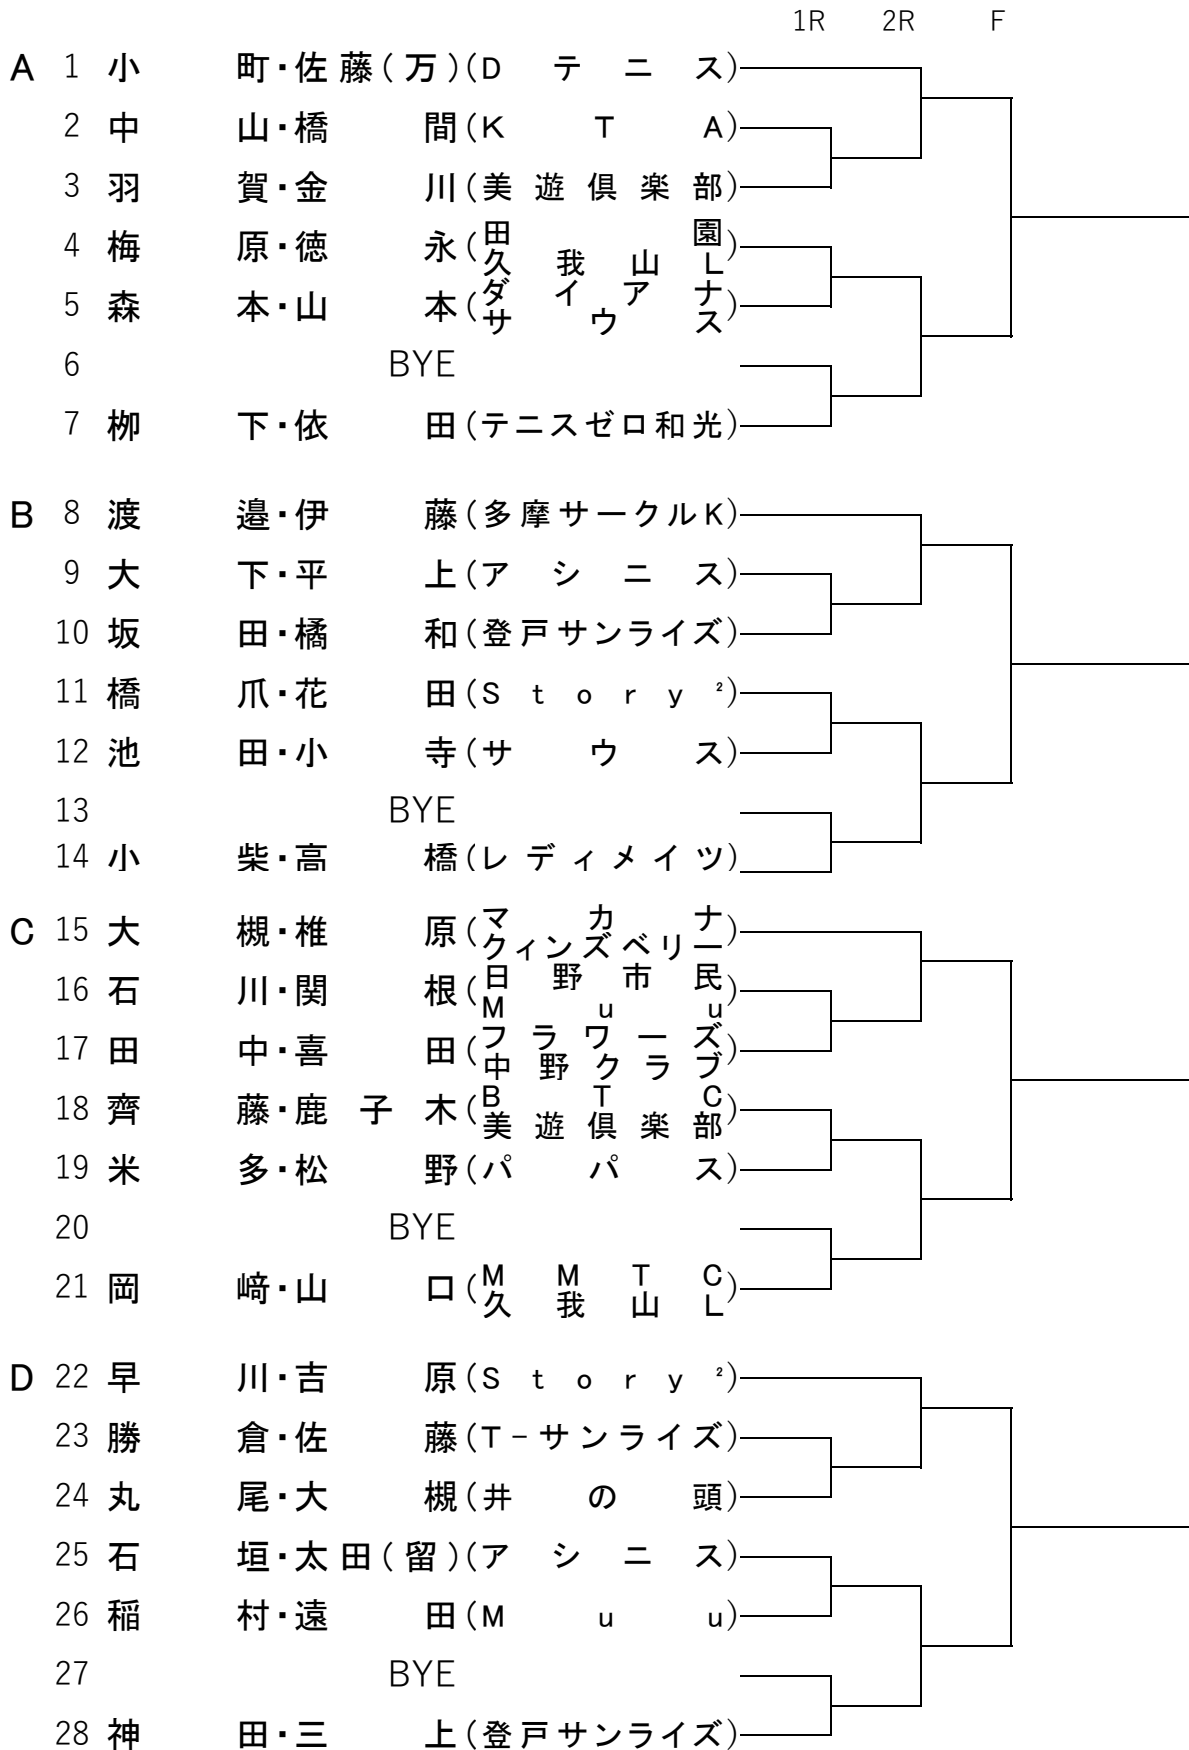 1R 2R F
A 1 小町・佐藤(万)(Dテニス)
2 中山・橋間(KTA)
3 羽賀・金川(美遊倶楽部)
4 梅原・徳永(田園 久我山L)
5 森本・山本(ダイアナ サウス)
6 BYE
7 栁下・依田(テニスゼロ和光)
B 8 渡邉・伊藤(多摩サークルK)
9 大下・平上(アシニス)
10 坂田・橘和(登戸サンライズ)
11 橋爪・花田(Story²)
12 池田・小寺(サウス)
13 BYE
14 小柴・高橋(レディメイツ)
C 15 大槻・椎原(マカナ クィンズベリー)
16 石川・関根(日野市民 Muu)
17 田中・喜田(フラワーズ 中野クラブ)
18 齊藤・鹿子木(BTC 美遊倶楽部)
19 米多・松野(パパス)
20 BYE
21 岡﨑・山口(MMTC 久我山L)
D 22 早川・吉原(Story²)
23 勝倉・佐藤(T-サンライズ)
24 丸尾・大槻(井の頭)
25 石垣・太田(留)(アシニス)
26 稲村・遠田(Muu)
27 BYE
28 神田・三上(登戸サンライズ)